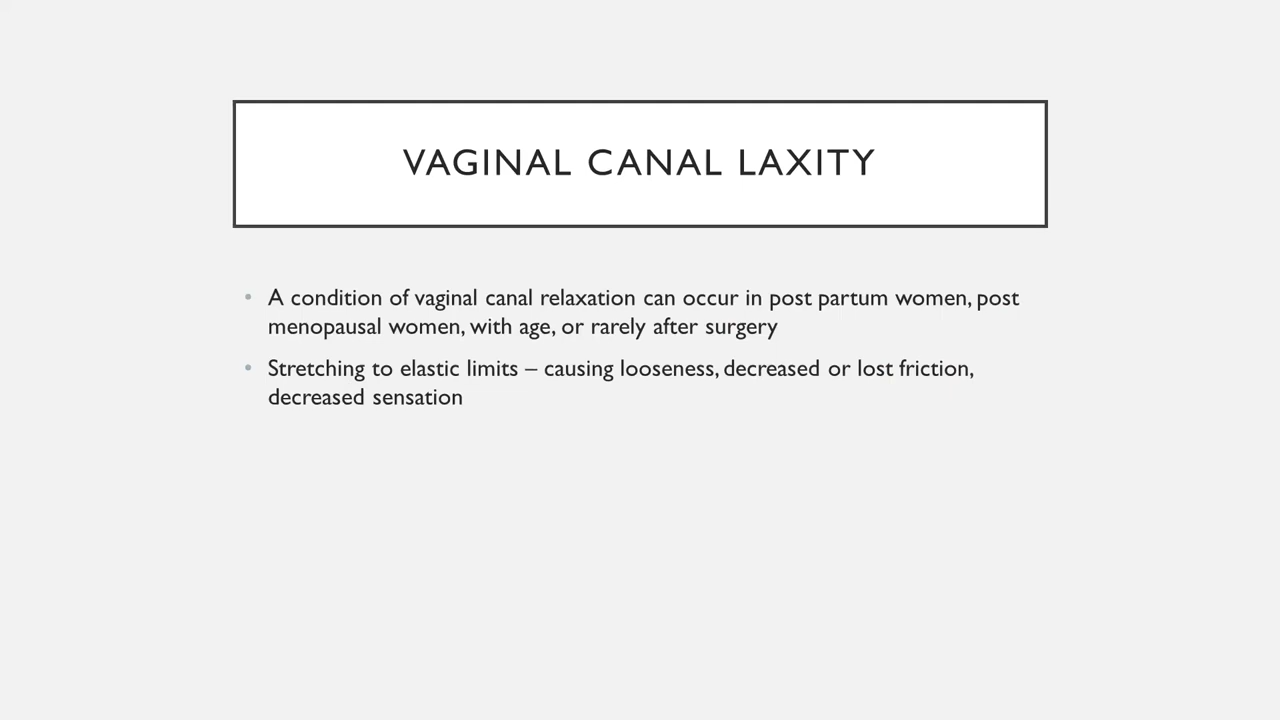 VAGINAL CANAL LAXITY
• A condition of vaginal canal relaxation can occur in post partum women, post
menopausal women, with age, or rarely after surgery
• Stretching to elastic limits – causing looseness, decreased or lost friction,
decreased sensation